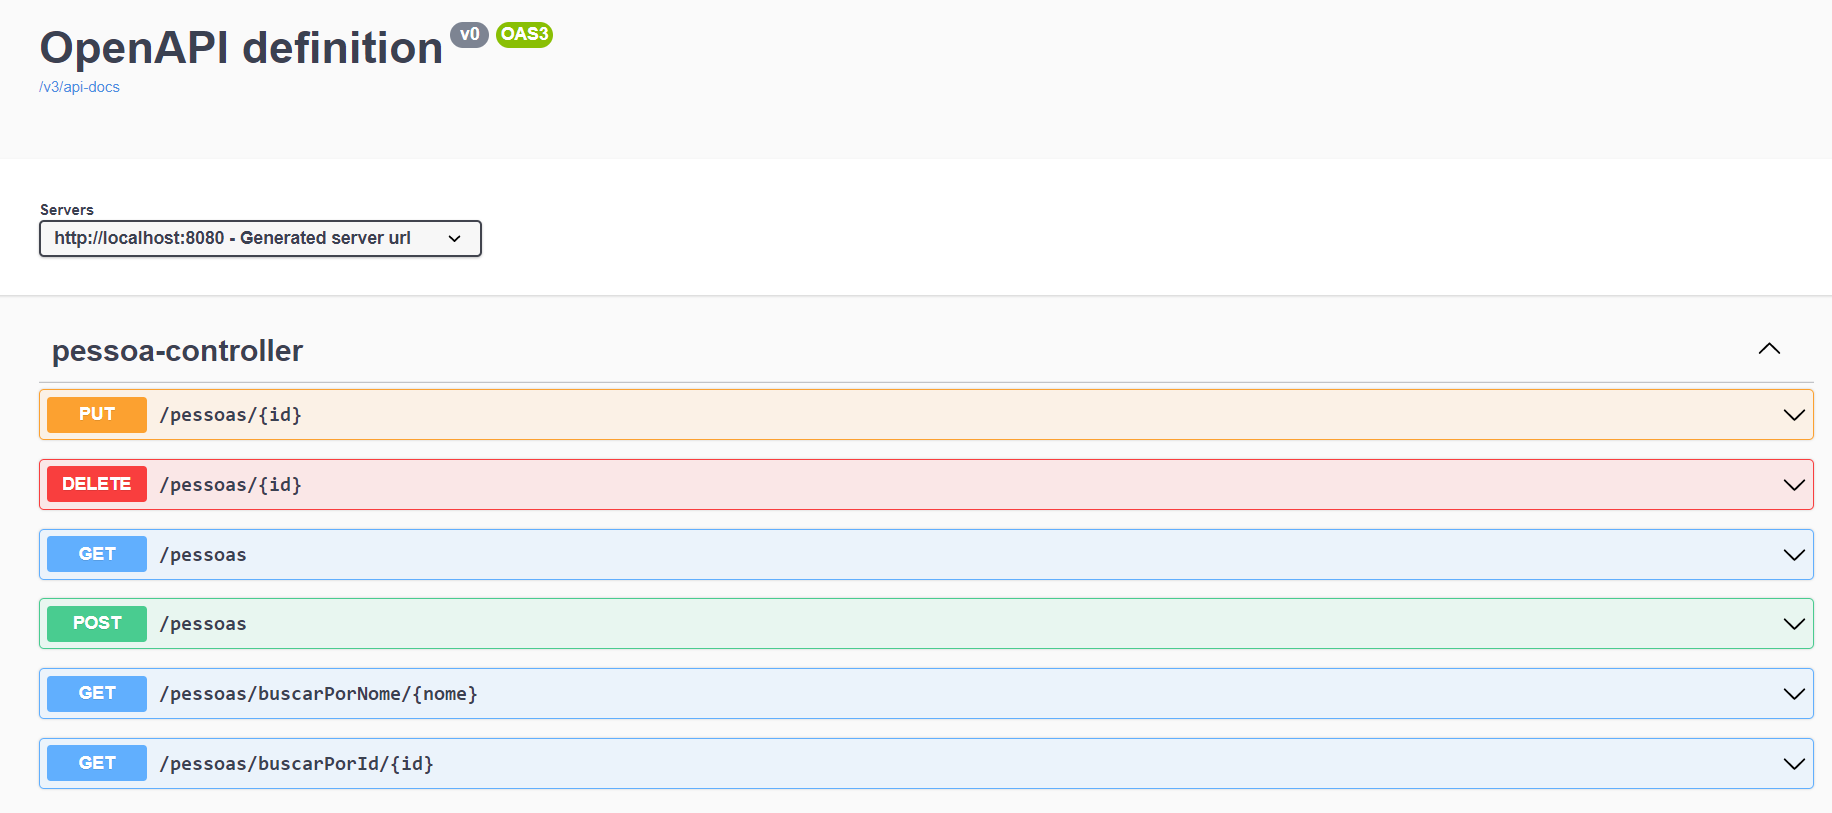 OpenAPI definition v0 OAS3
/v3/api-docs
Servers
http://localhost:8080 - Generated server url
pessoa-controller
PUT /pessoas/{id}
DELETE /pessoas/{id}
GET /pessoas
POST /pessoas
GET /pessoas/buscarPorNome/{nome}
GET /pessoas/buscarPorId/{id}